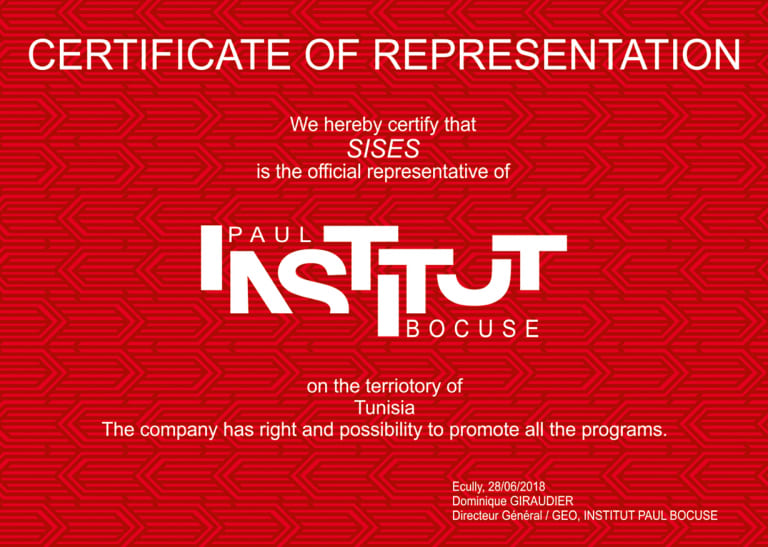 CERTIFICATE OF REPRESENTATION
We hereby certify that
SISES
is the official representative of
PAUL
INSTITUT
BOCUSE
on the terriotory of
Tunisia
The company has right and possibility to promote all the programs.
Ecully, 28/06/2018
Dominique GIRAUDIER
Directeur Général / GEO, INSTITUT PAUL BOCUSE